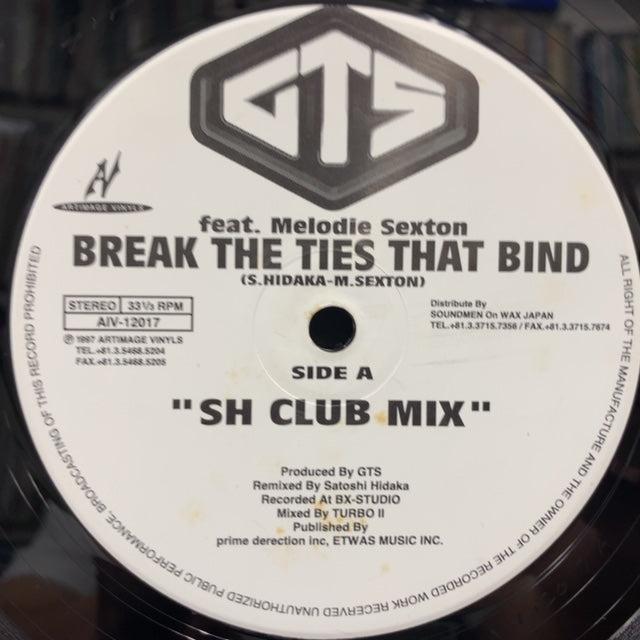 GTS
AV
ARTIMAGE VINYLS
feat. Melodie Sexton
BREAK THE TIES THAT BIND
(S.HIDAKA-M.SEXTON)
STEREO 33 1/3 RPM
AIV-12017
℗ 1997 ARTIMAGE VINYLS
TEL.+81.3.5468.5204
FAX.+81.3.5468.5205
Distribute By
SOUNDMEN On WAX JAPAN
TEL.+81.3.3715.7356 / FAX.+81.3.3715.7674
SIDE A
"SH CLUB MIX"
Produced By GTS
Remixed By Satoshi Hidaka
Recorded At BX-STUDIO
Mixed By TURBO II
Published By
prime derection inc, ETWAS MUSIC INC.
ALL RIGHT OF THE MANUFACTURE AND THE OWNER OF THE RECORDED WORK RECERVED UNAUTHORIZED PUBLIC PERFORMANCE, BROADCASTING OF THIS RECORD PROHIBITED